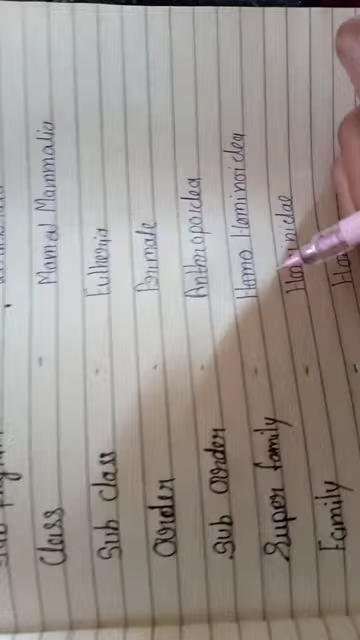 Class - Mamal Mammalia
Sub class - Eutheria
Order - Primate
Sub Order - Anthropoidea
Super family - Homo Hominoidea
Family - Hominidae